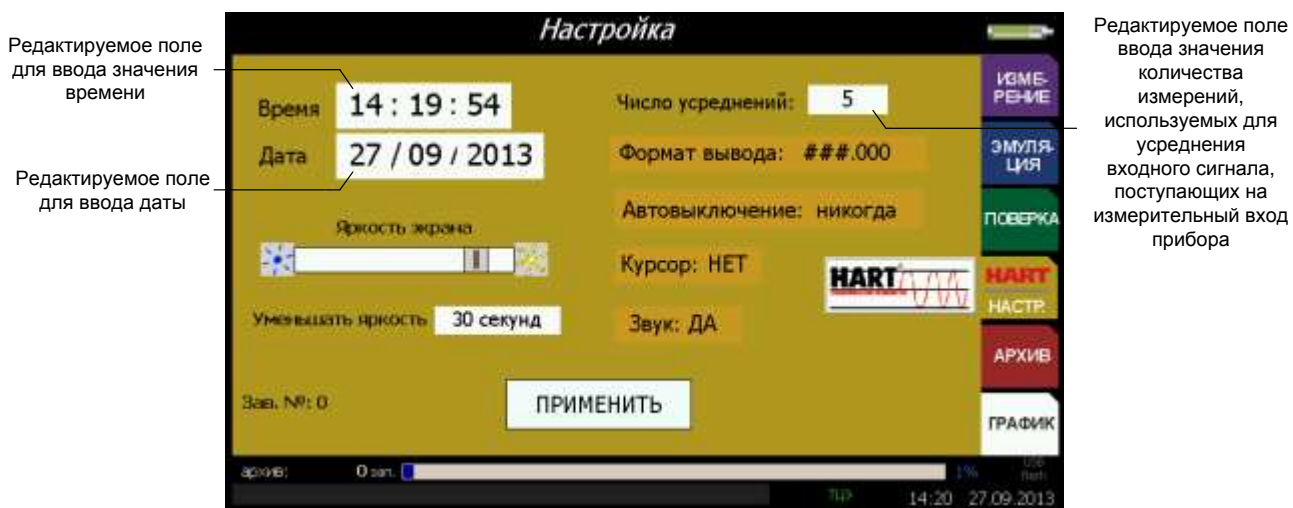 Настройка
Редактируемое поле
для ввода значения
времени
Редактируемое поле
для ввода даты
Время 14 : 19 : 54
Дата 27 / 09 / 2013
Яркость экрана
Уменьшать яркость 30 секунд
Зав. №: 0
Число усреднений: 5
Формат вывода: ###.000
Автовыключение: никогда
Курсор: НЕТ
Звук: ДА
HART
ПРИМЕНИТЬ
ИЗМЕ-
РЕНИЕ
ЭМУЛЯ-
ЦИЯ
ПОВЕРКА
HART
НАСТР.
АРХИВ
ГРАФИК
Редактируемое поле
ввода значения
количества
измерений,
используемых для
усреднения
входного сигнала,
поступающих на
измерительный вход
прибора
архив: 0 зап. 1%
USB
flash
14:20 27.09.2013